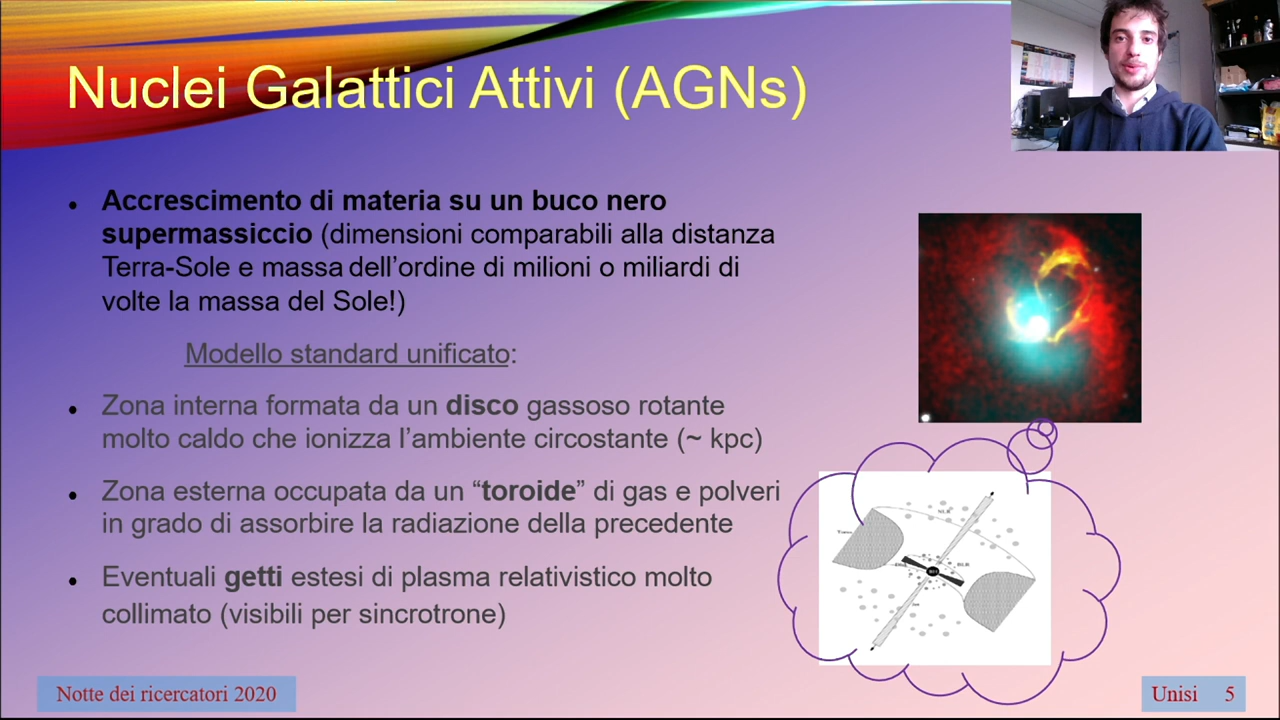 Nuclei Galattici Attivi (AGNs)
Accrescimento di materia su un buco nero
supermassiccio (dimensioni comparabili alla distanza
Terra-Sole e massa dell’ordine di milioni o miliardi di
volte la massa del Sole!)
Modello standard unificato:
Zona interna formata da un disco gassoso rotante
molto caldo che ionizza l’ambiente circostante (~ kpc)
Zona esterna occupata da un “toroide” di gas e polveri
in grado di assorbire la radiazione della precedente
Eventuali getti estesi di plasma relativistico molto
collimato (visibili per sincrotrone)
NLR
BLR
Notte dei ricercatori 2020
Unisi 5